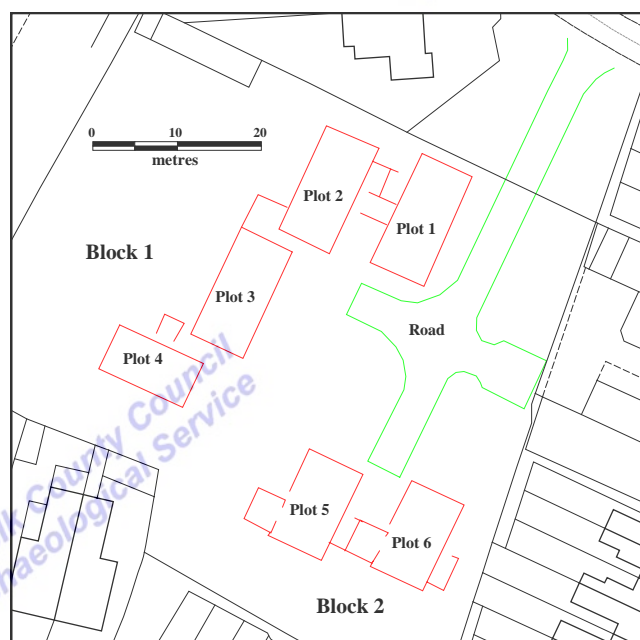 0 10 20
metres
Plot 2
Plot 1
Block 1
Plot 3
Road
Plot 4
County Council
Archaeological Service
Plot 5
Plot 6
Block 2